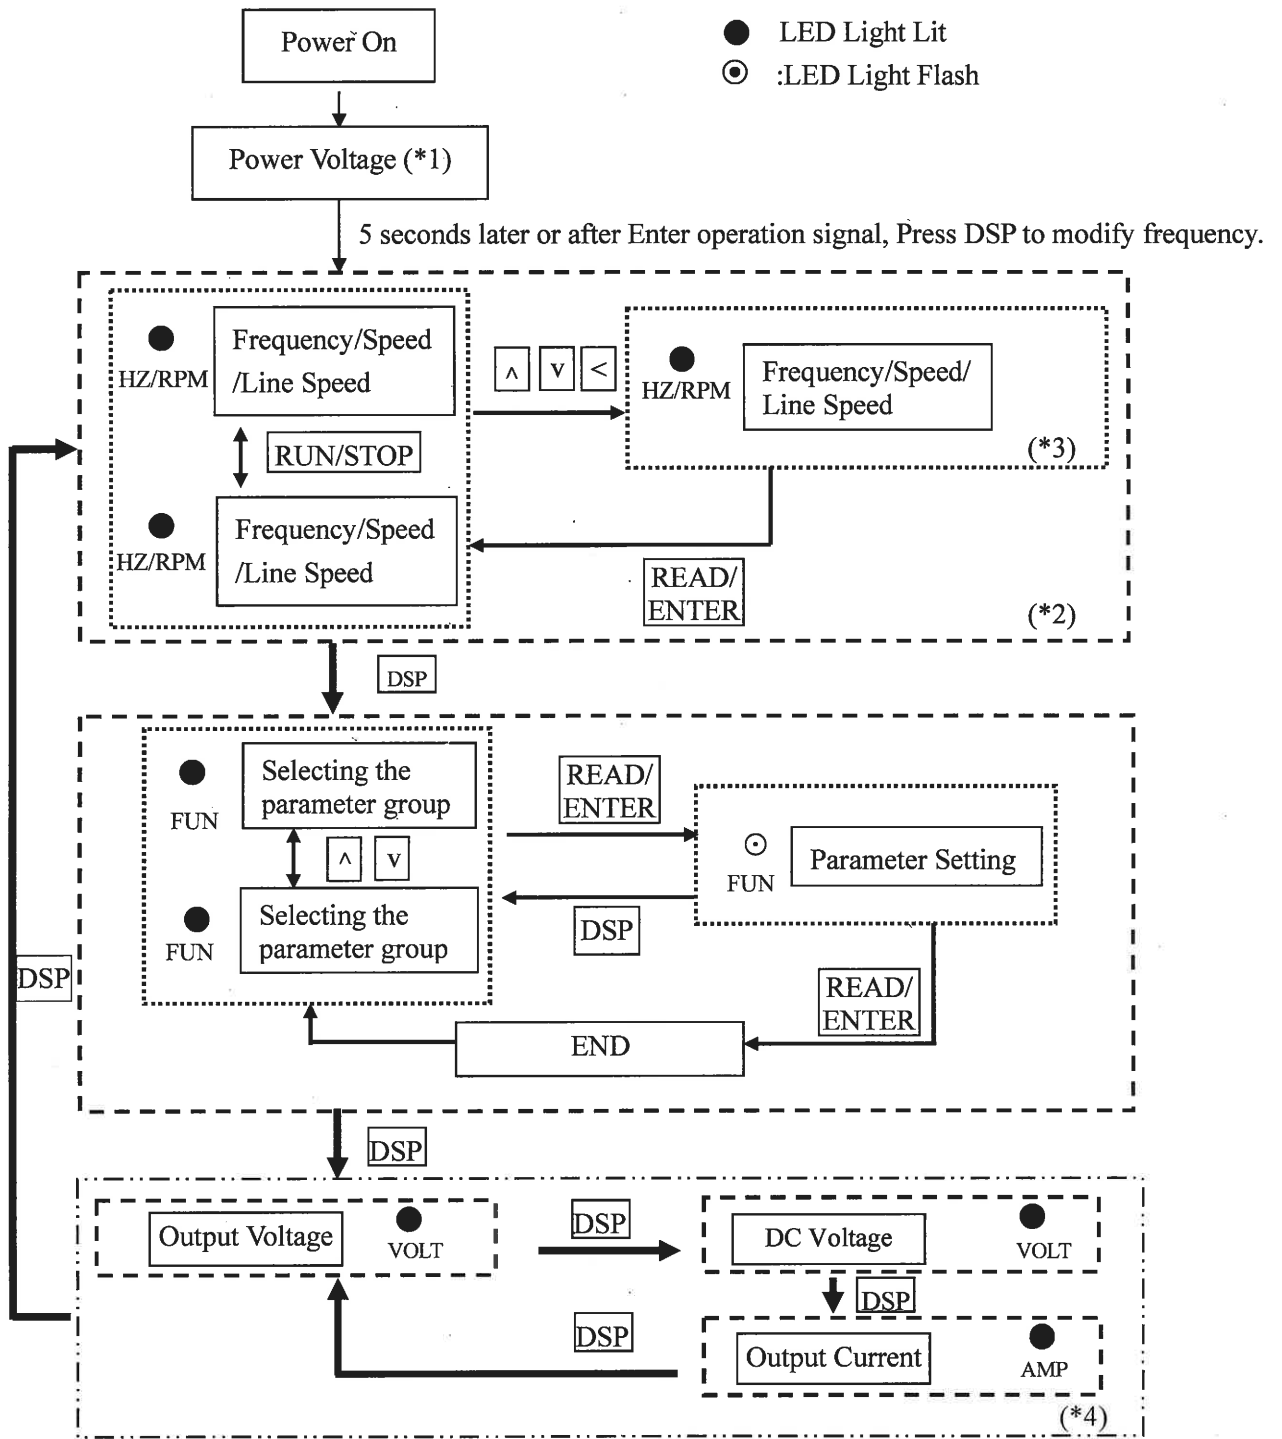 Power On
LED Light Lit
:LED Light Flash
Power Voltage (*1)
5 seconds later or after Enter operation signal, Press DSP to modify frequency.
HZ/RPM
Frequency/Speed
/Line Speed
^ v <
HZ/RPM
Frequency/Speed/
Line Speed
(*3)
RUN/STOP
HZ/RPM
Frequency/Speed
/Line Speed
READ/
ENTER
(*2)
DSP
FUN
Selecting the
parameter group
READ/
ENTER
^ v
FUN
Parameter Setting
FUN
Selecting the
parameter group
DSP
DSP
READ/
ENTER
END
DSP
Output Voltage
VOLT
DSP
DC Voltage
VOLT
DSP
DSP
Output Current
AMP
(*4)